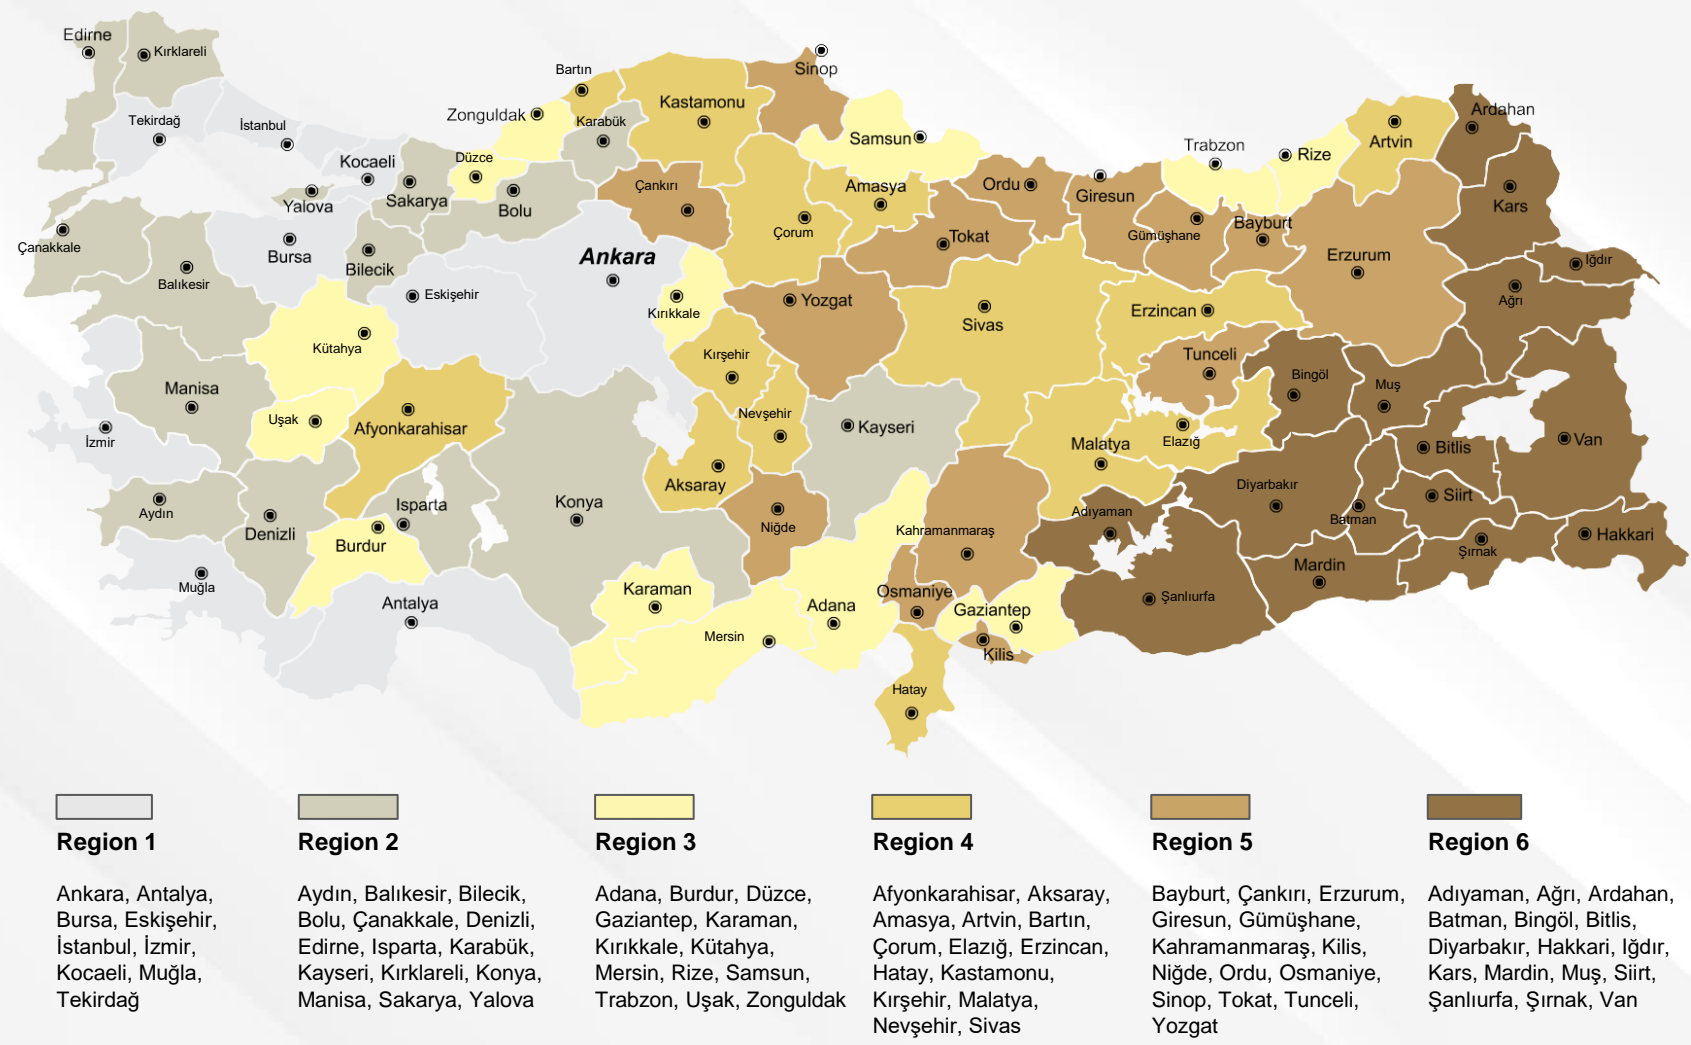 Edirne
Kırklareli
Tekirdağ
İstanbul
Kocaeli
Yalova
Sakarya
Zonguldak
Düzce
Bolu
Bartın
Karabük
Kastamonu
Sinop
Samsun
Çankırı
Çorum
Amasya
Ordu
Giresun
Trabzon
Rize
Artvin
Ardahan
Kars
Iğdır
Ağrı
Çanakkale
Balıkesir
Bursa
Bilecik
Eskişehir
Ankara
Kırıkkale
Yozgat
Tokat
Sivas
Gümüşhane
Bayburt
Erzurum
Erzincan
Tunceli
Bingöl
Muş
Kütahya
Manisa
Uşak
Afyonkarahisar
İzmir
Kırşehir
Nevşehir
Kayseri
Aksaray
Malatya
Elazığ
Bitlis
Van
Aydın
Denizli
Isparta
Burdur
Konya
Niğde
Kahramanmaraş
Adıyaman
Diyarbakır
Batman
Siirt
Şırnak
Hakkari
Muğla
Antalya
Karaman
Mersin
Adana
Osmaniye
Gaziantep
Kilis
Şanlıurfa
Mardin
Hatay
Region 1
Ankara, Antalya,
Bursa, Eskişehir,
İstanbul, İzmir,
Kocaeli, Muğla,
Tekirdağ
Region 2
Aydın, Balıkesir, Bilecik,
Bolu, Çanakkale, Denizli,
Edirne, Isparta, Karabük,
Kayseri, Kırklareli, Konya,
Manisa, Sakarya, Yalova
Region 3
Adana, Burdur, Düzce,
Gaziantep, Karaman,
Kırıkkale, Kütahya,
Mersin, Rize, Samsun,
Trabzon, Uşak, Zonguldak
Region 4
Afyonkarahisar, Aksaray,
Amasya, Artvin, Bartın,
Çorum, Elazığ, Erzincan,
Hatay, Kastamonu,
Kırşehir, Malatya,
Nevşehir, Sivas
Region 5
Bayburt, Çankırı, Erzurum,
Giresun, Gümüşhane,
Kahramanmaraş, Kilis,
Niğde, Ordu, Osmaniye,
Sinop, Tokat, Tunceli,
Yozgat
Region 6
Adıyaman, Ağrı, Ardahan,
Batman, Bingöl, Bitlis,
Diyarbakır, Hakkari, Iğdır,
Kars, Mardin, Muş, Siirt,
Şanlıurfa, Şırnak, Van